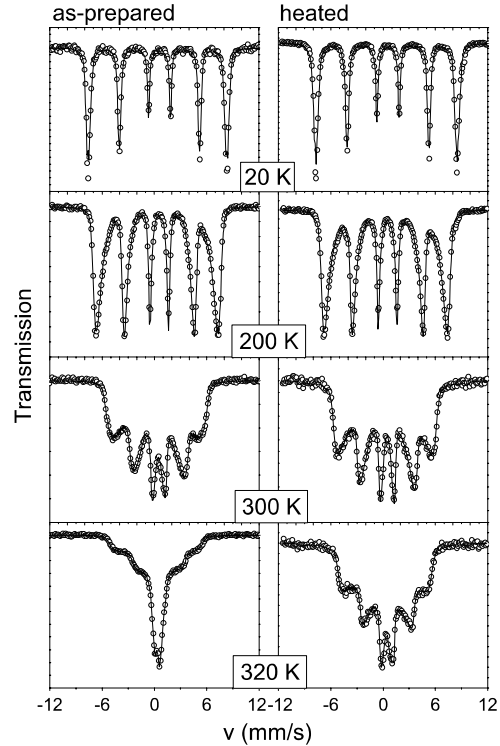 as-prepared heated
20 K
200 K
Transmission
300 K
320 K
-12 -6 0 6 12 -12 -6 0 6 12
v (mm/s)